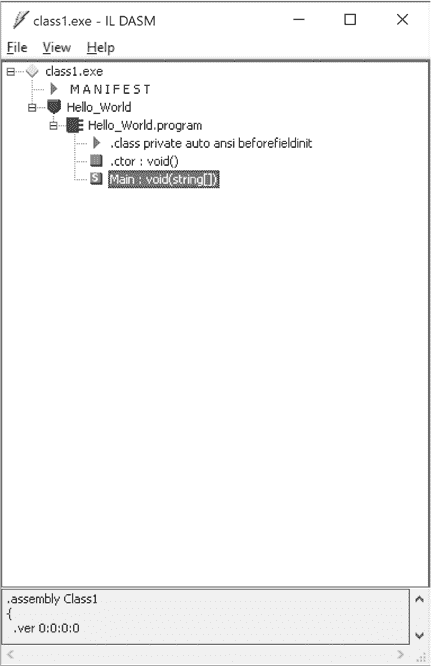 class1.exe - IL DASM
File View Help
class1.exe
MANIFEST
Hello_World
Hello_World.program
.class private auto ansi beforefieldinit
.ctor : void()
S Main : void(string[])
.assembly Class1
{
.ver 0:0:0:0